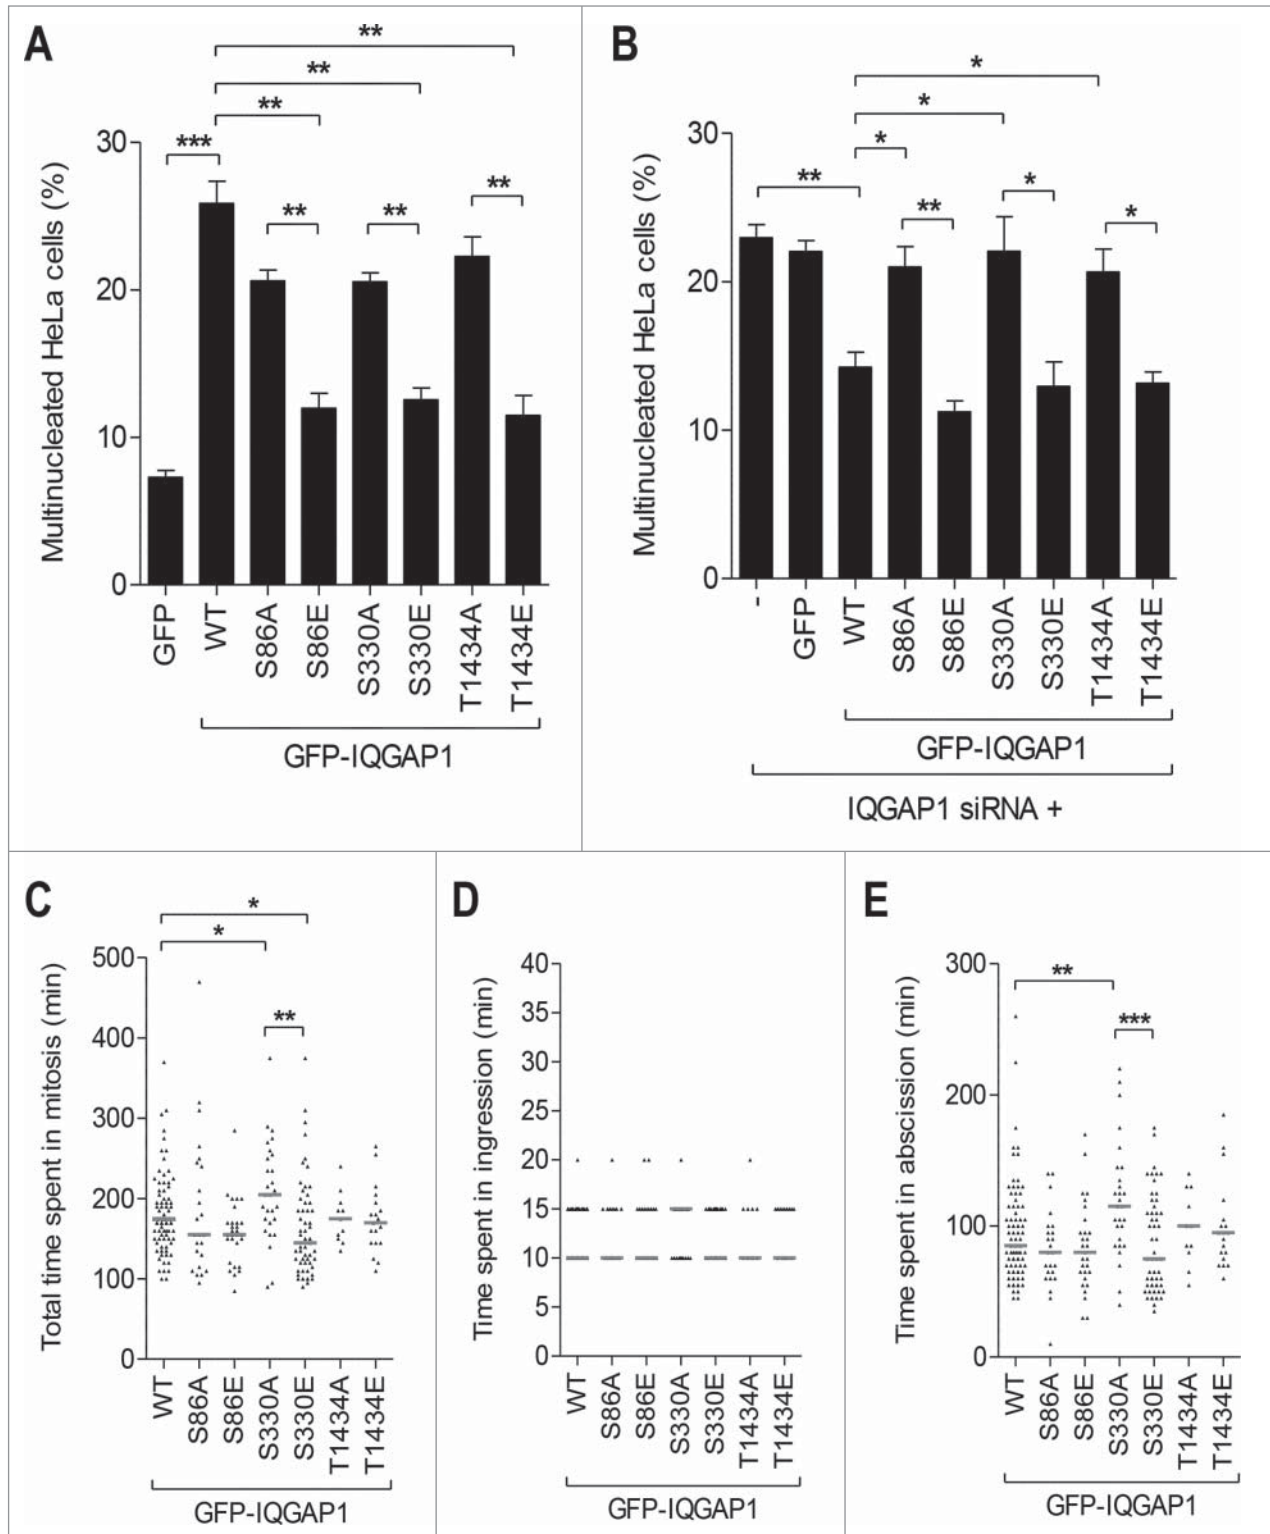 A
**
**
**
***
**
**
**
30
20
10
0
Multinucleated HeLa cells (%)
GFP
WT
S86A
S86E
S330A
S330E
T1434A
T1434E
GFP-IQGAP1
B
*
*
*
**
**
*
*
30
20
10
0
Multinucleated HeLa cells (%)
-
GFP
WT
S86A
S86E
S330A
S330E
T1434A
T1434E
GFP-IQGAP1
IQGAP1 siRNA +
C
*
*
**
500
400
300
200
100
0
Total time spent in mitosis (min)
WT
S86A
S86E
S330A
S330E
T1434A
T1434E
GFP-IQGAP1
D
40
35
30
25
20
15
10
5
0
Time spent in ingression (min)
WT
S86A
S86E
S330A
S330E
T1434A
T1434E
GFP-IQGAP1
E
**
***
300
200
100
0
Time spent in abscission (min)
WT
S86A
S86E
S330A
S330E
T1434A
T1434E
GFP-IQGAP1